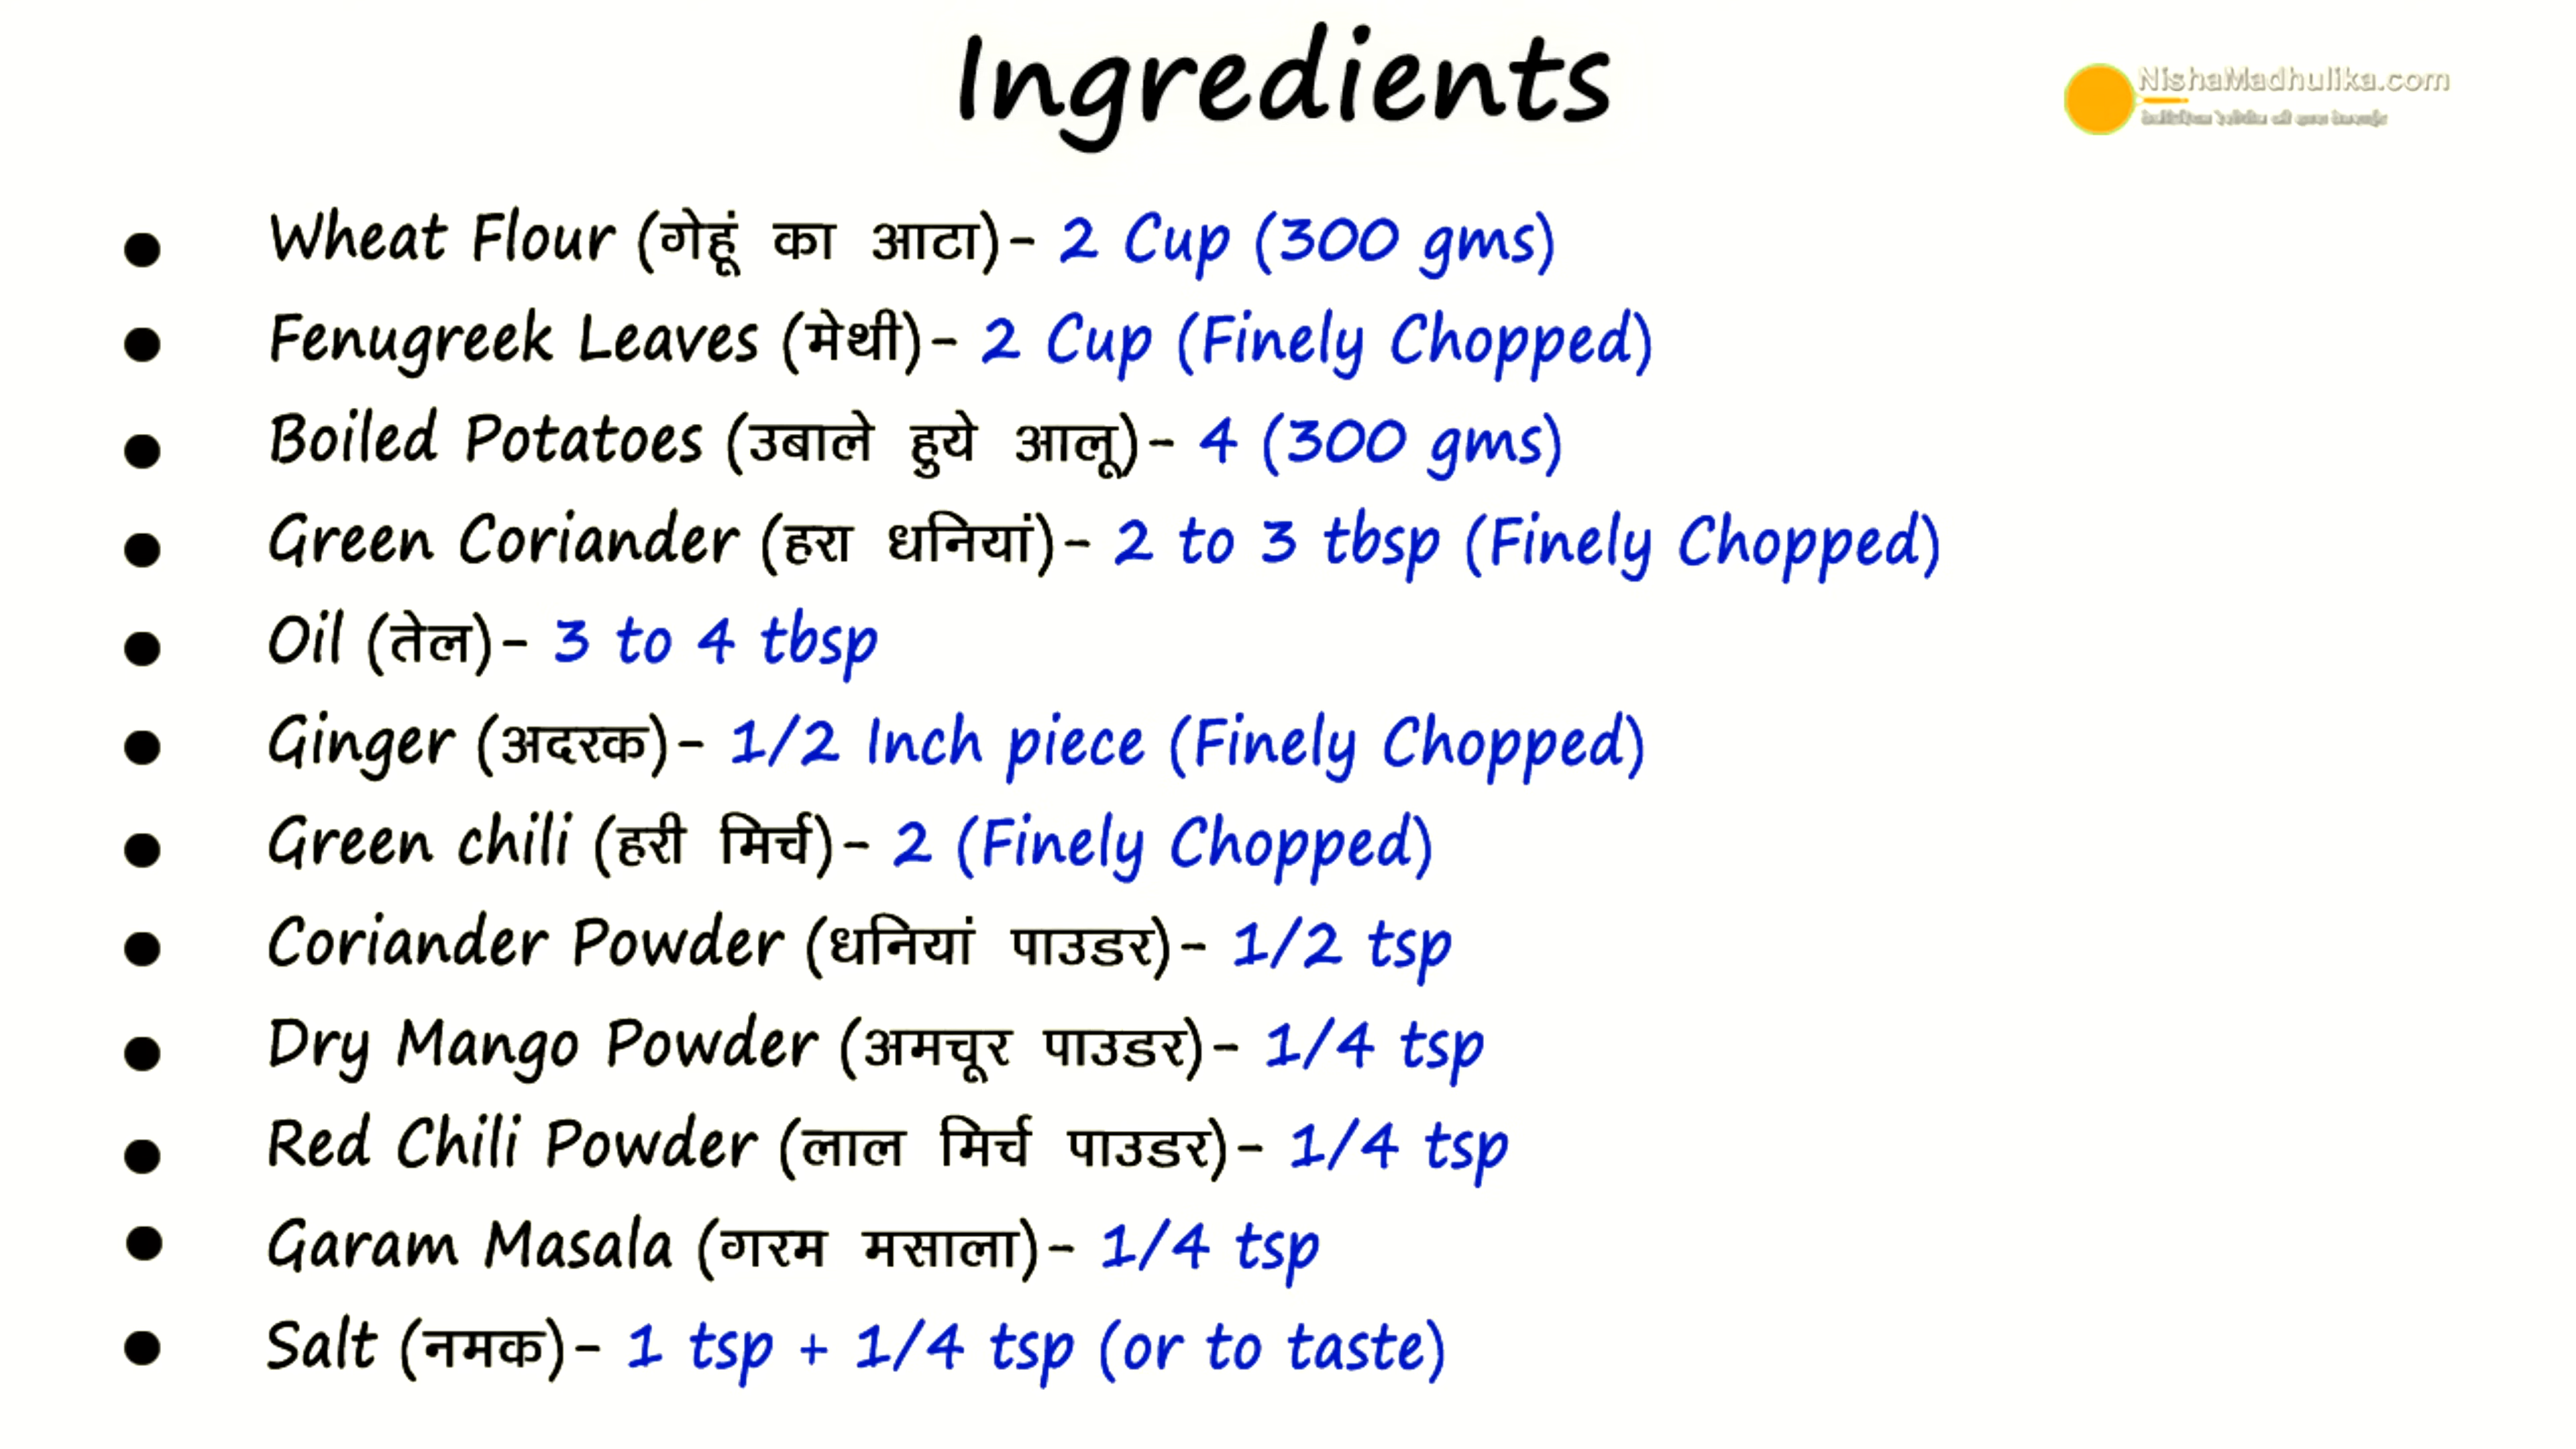 Ingredients
NishaMadhulika.com
• Wheat Flour (गेहूं का आटा)- 2 Cup (300 gms)
• Fenugreek Leaves (मेथी)- 2 Cup (Finely Chopped)
• Boiled Potatoes (उबाले हुये आलू)- 4 (300 gms)
• Green Coriander (हरा धनियां)- 2 to 3 tbsp (Finely Chopped)
• Oil (तेल)- 3 to 4 tbsp
• Ginger (अदरक)- 1/2 Inch piece (Finely Chopped)
• Green chili (हरी मिर्च)- 2 (Finely Chopped)
• Coriander Powder (धनियां पाउडर)- 1/2 tsp
• Dry Mango Powder (अमचूर पाउडर)- 1/4 tsp
• Red Chili Powder (लाल मिर्च पाउडर)- 1/4 tsp
• Garam Masala (गरम मसाला)- 1/4 tsp
• Salt (नमक)- 1 tsp + 1/4 tsp (or to taste)